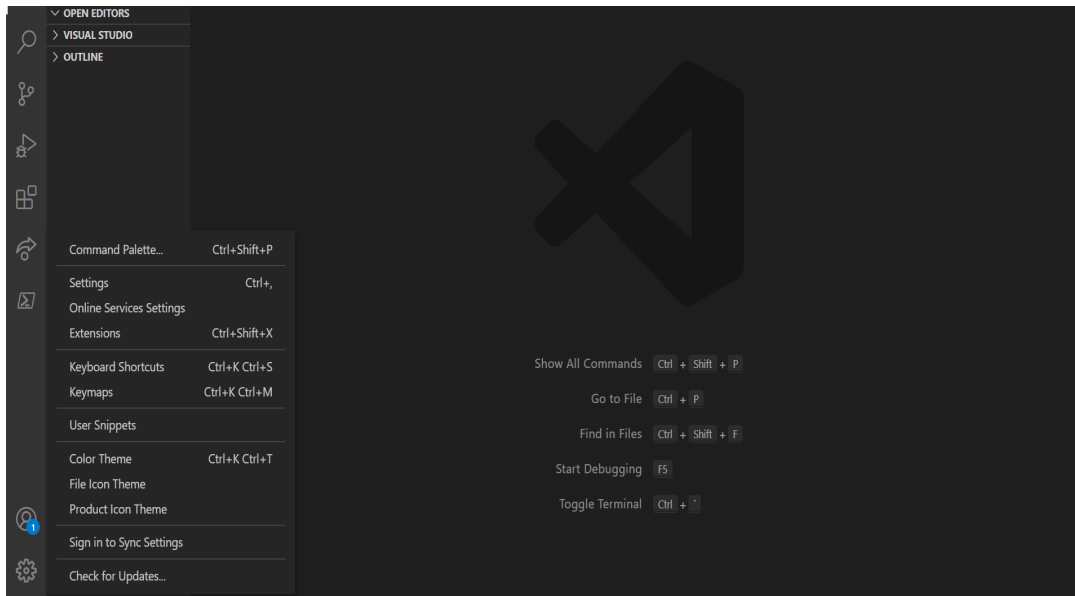 OPEN EDITORS
VISUAL STUDIO
OUTLINE
Command Palette... Ctrl+Shift+P
Settings Ctrl+,
Online Services Settings
Extensions Ctrl+Shift+X
Keyboard Shortcuts Ctrl+K Ctrl+S
Keymaps Ctrl+K Ctrl+M
User Snippets
Color Theme Ctrl+K Ctrl+T
File Icon Theme
Product Icon Theme
Sign in to Sync Settings
Check for Updates...
1
Show All Commands Ctrl + Shift + P
Go to File Ctrl + P
Find in Files Ctrl + Shift + F
Start Debugging F5
Toggle Terminal Ctrl + `